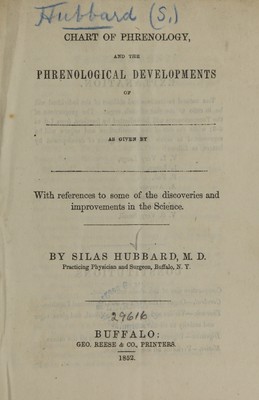 Hubbard (S.)
CHART OF PHRENOLOGY,
AND THE
PHRENOLOGICAL DEVELOPMENTS
OF
AS GIVEN BY
With references to some of the discoveries and
improvements in the Science.
BY SILAS HUBBARD, M. D.
Practicing Physician and Surgeon, Buffalo, N. Y.
29616
BUFFALO:
GEO. REESE & CO., PRINTERS.
1852.